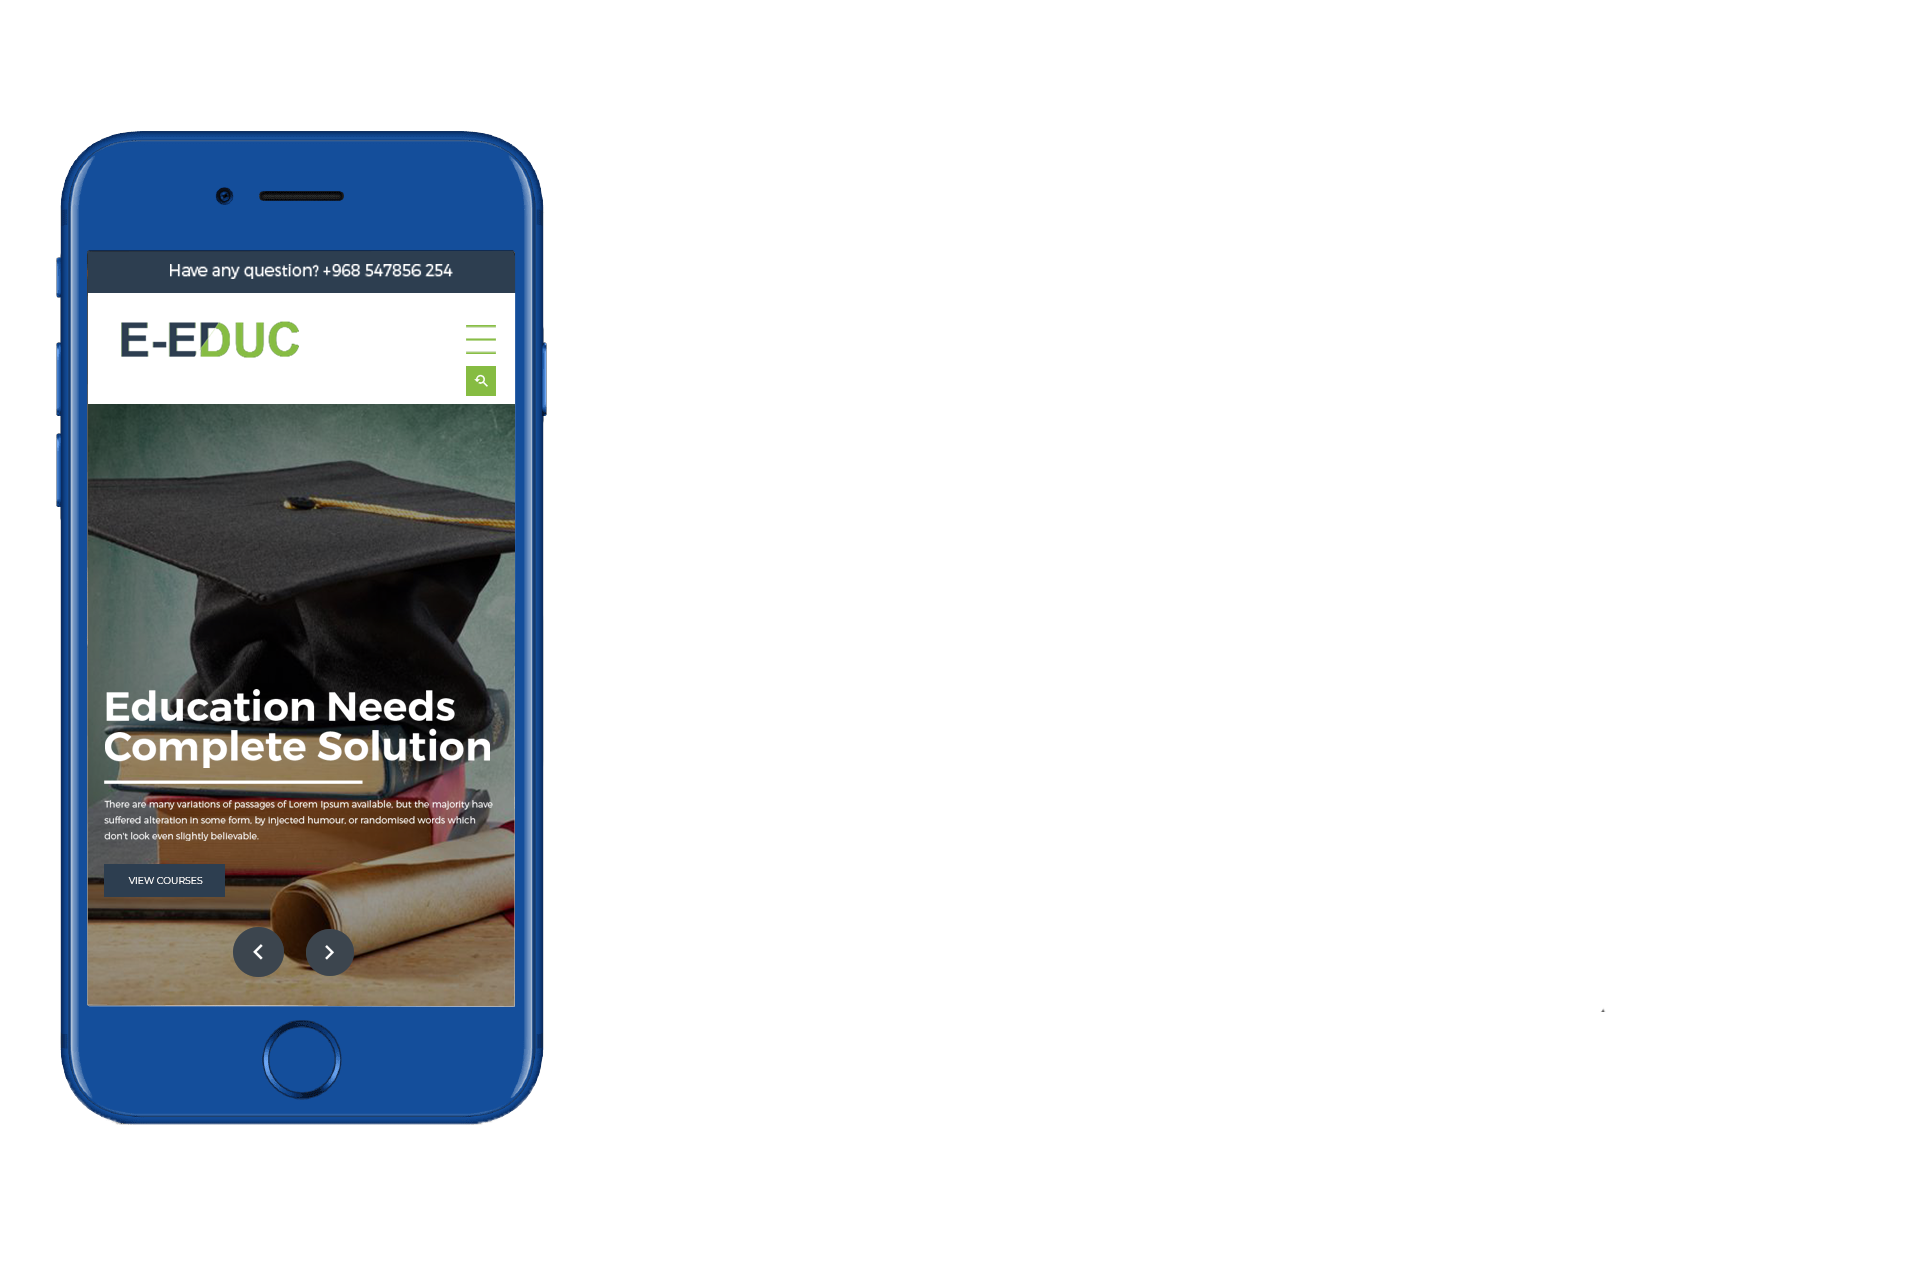 Have any question? +968 547856 254
E-EDUC
Education Needs
Complete Solution
There are many variations of passages of Lorem Ipsum available, but the majority have
suffered alteration in some form, by injected humour, or randomised words which
don't look even slightly believable.
VIEW COURSES